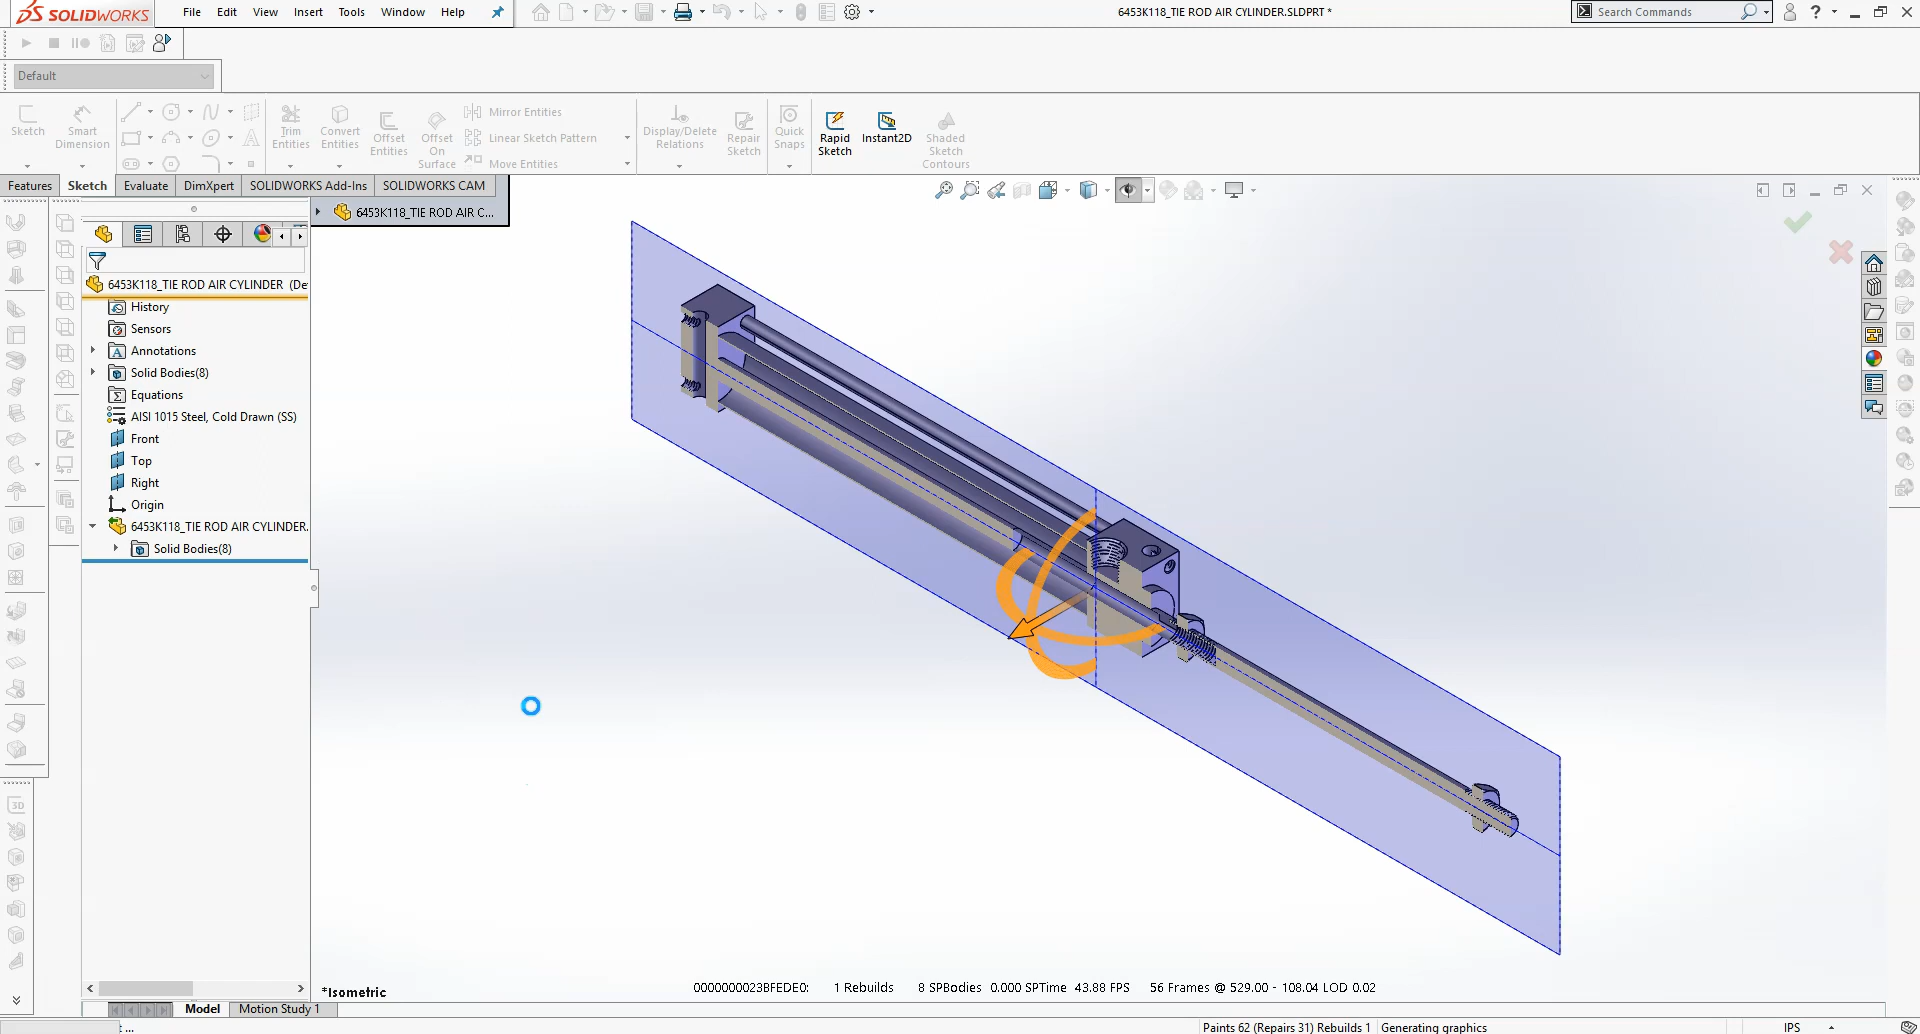 SOLIDWORKS File Edit View Insert Tools Window Help
6453K118_TIE ROD AIR CYLINDER.SLDPRT *
Search Commands
Default
Sketch
Smart Dimension
Trim Entities
Convert Entities
Offset Entities
Offset On Surface
Mirror Entities
Linear Sketch Pattern
Move Entities
Display/Delete Relations
Repair Sketch
Quick Snaps
Rapid Sketch
Instant2D
Shaded Sketch Contours
Features Sketch Evaluate DimXpert SOLIDWORKS Add-Ins SOLIDWORKS CAM
6453K118_TIE ROD AIR C...
6453K118_TIE ROD AIR CYLINDER (De
History
Sensors
Annotations
Solid Bodies(8)
Equations
AISI 1015 Steel, Cold Drawn (SS)
Front
Top
Right
Origin
6453K118_TIE ROD AIR CYLINDER.
Solid Bodies(8)
3D
*Isometric
0000000023BFEDE0: 1 Rebuilds 8 SPBodies 0.000 SPTime 43.88 FPS 56 Frames @ 529.00 - 108.04 LOD 0.02
Model Motion Study 1
...
Paints 62 (Repairs 31) Rebuilds 1 Generating graphics IPS